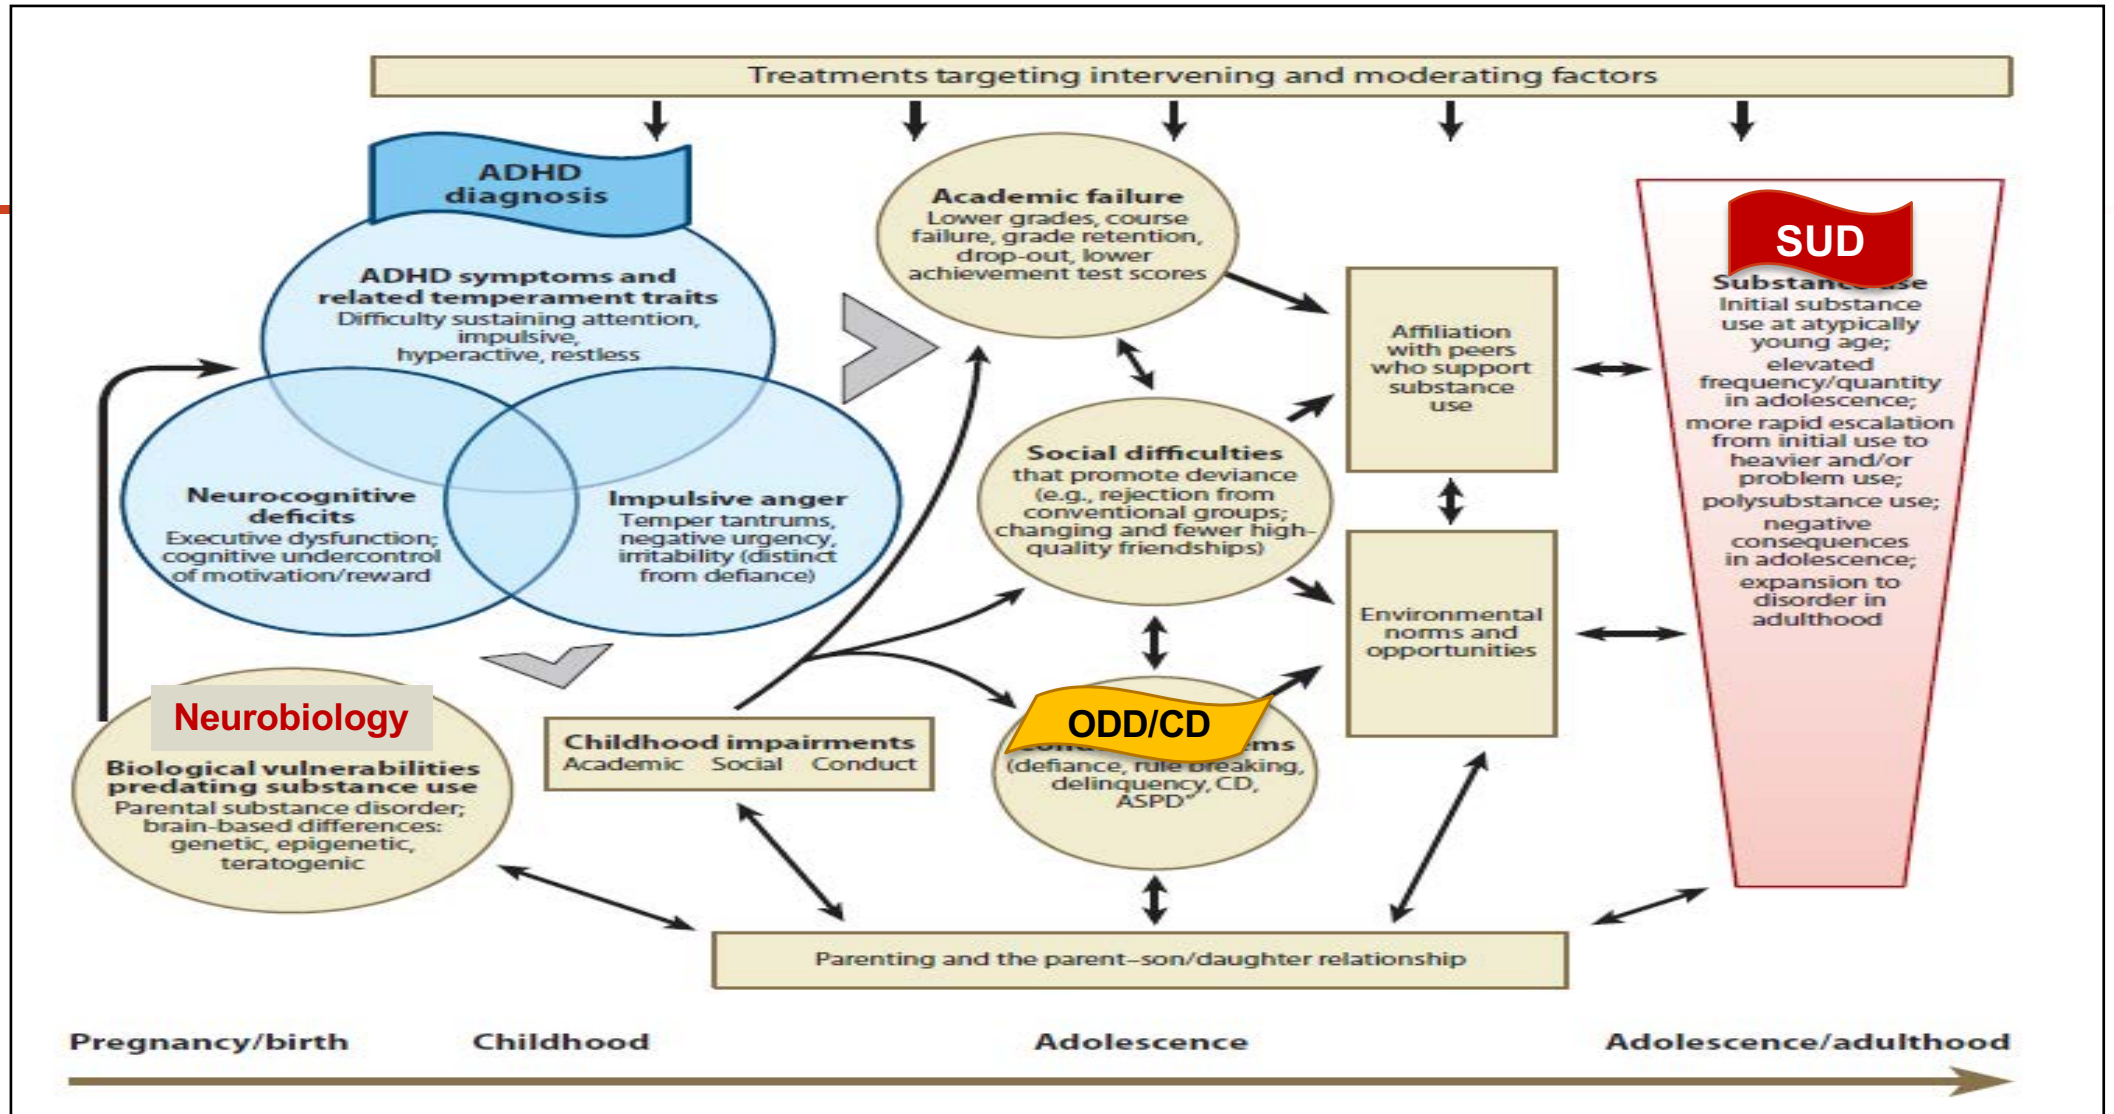 Treatments targeting intervening and moderating factors
ADHD
diagnosis
ADHD symptoms and
related temperament traits
Difficulty sustaining attention,
impulsive,
hyperactive, restless
Neurocognitive
deficits
Executive dysfunction;
cognitive undercontrol
of motivation/reward
Impulsive anger
Temper tantrums,
negative urgency,
irritability (distinct
from defiance)
Neurobiology
Biological vulnerabilities
predating substance use
Parental substance disorder;
brain-based differences:
genetic, epigenetic,
teratogenic
Childhood impairments
Academic Social Conduct
Academic failure
Lower grades, course
failure, grade retention,
drop-out, lower
achievement test scores
Social difficulties
that promote deviance
(e.g., rejection from
conventional groups;
changing and fewer high-
quality friendships)
ODD/CD
(defiance, rule breaking,
delinquency, CD,
ASPD"
Affiliation
with peers
who support
substance
use
Environmental
norms and
opportunities
SUD
Substance use
Initial substance
use at atypically
young age;
elevated
frequency/quantity
in adolescence;
more rapid escalation
from initial use to
heavier and/or
problem use;
polysubstance use;
negative
consequences
in adolescence;
expansion to
disorder in
adulthood
Parenting and the parent–son/daughter relationship
Pregnancy/birth
Childhood
Adolescence
Adolescence/adulthood